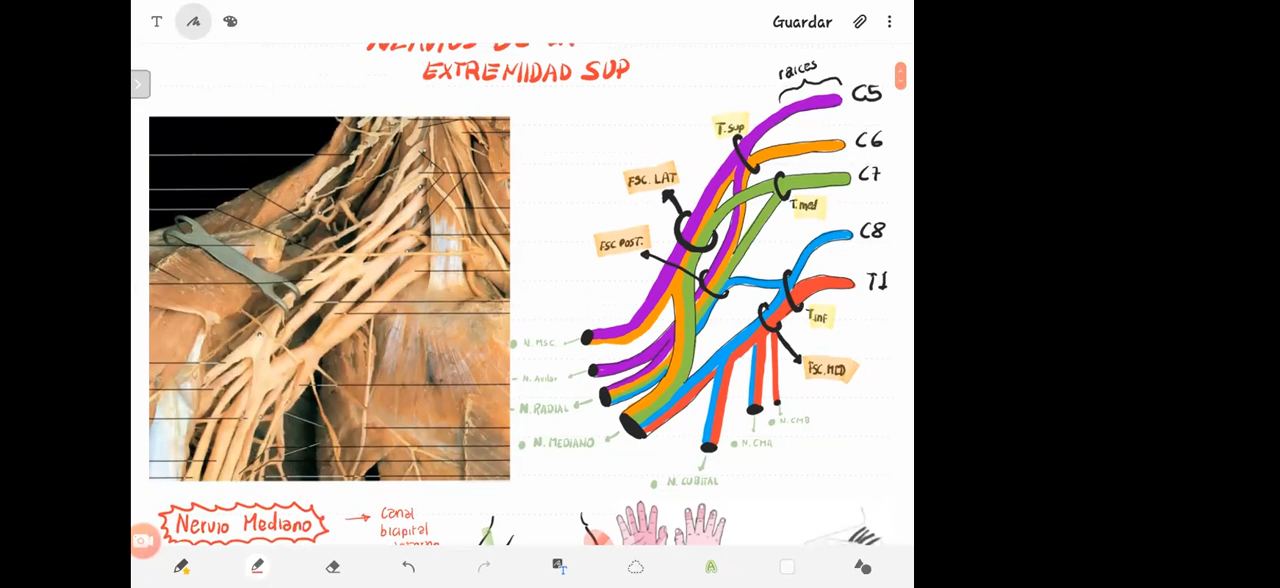 T
Guardar
EXTREMIDAD SUP
raices
C5
T.sup
C6
C7
FSC. LAT
T.med
C8
FSC POST.
T1
T.inf
N. MSC.
FSC. MED
N. Axilar
N. RADIAL
N. CMB
N. MEDIANO
N. CMA
N. CUBITAL
Nervio Mediano
canal
bicipital